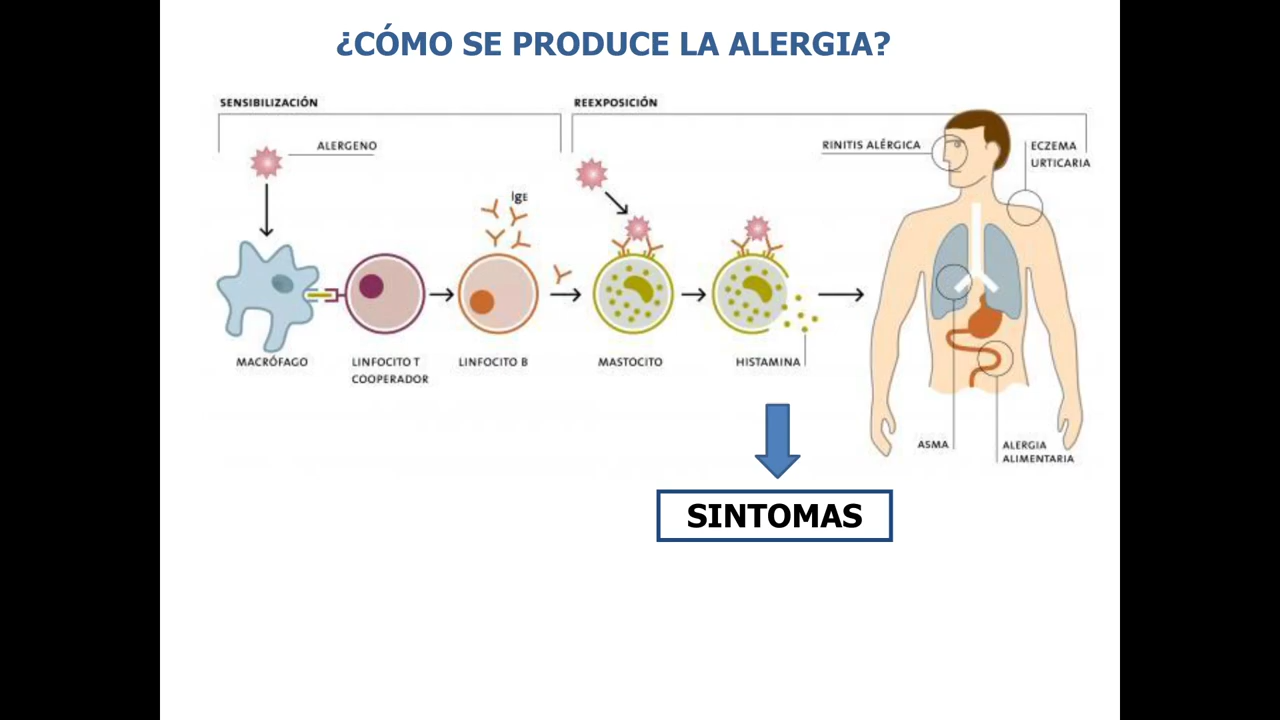 ¿CÓMO SE PRODUCE LA ALERGIA?
SENSIBILIZACIÓN
REEXPOSICIÓN
ALERGENO
RINITIS ALÉRGICA
ECZEMA
URTICARIA
IgE
MACRÓFAGO
LINFOCITO T
COOPERADOR
LINFOCITO B
MASTOCITO
HISTAMINA
ASMA
ALERGIA
ALIMENTARIA
SINTOMAS